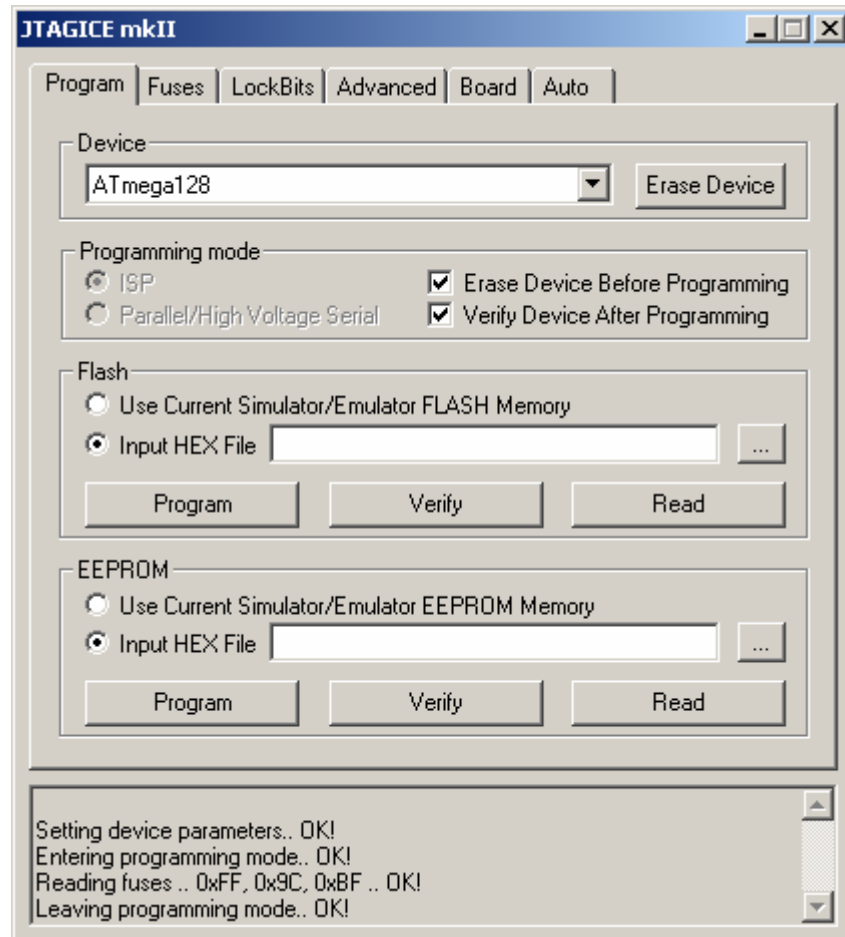 JTAGICE mkII
Program Fuses LockBits Advanced Board Auto
Device
ATmega128 Erase Device
Programming mode
ISP Erase Device Before Programming
Parallel/High Voltage Serial Verify Device After Programming
Flash
Use Current Simulator/Emulator FLASH Memory
Input HEX File ...
Program Verify Read
EEPROM
Use Current Simulator/Emulator EEPROM Memory
Input HEX File ...
Program Verify Read
Setting device parameters.. OK!
Entering programming mode.. OK!
Reading fuses .. 0xFF, 0x9C, 0xBF .. OK!
Leaving programming mode.. OK!